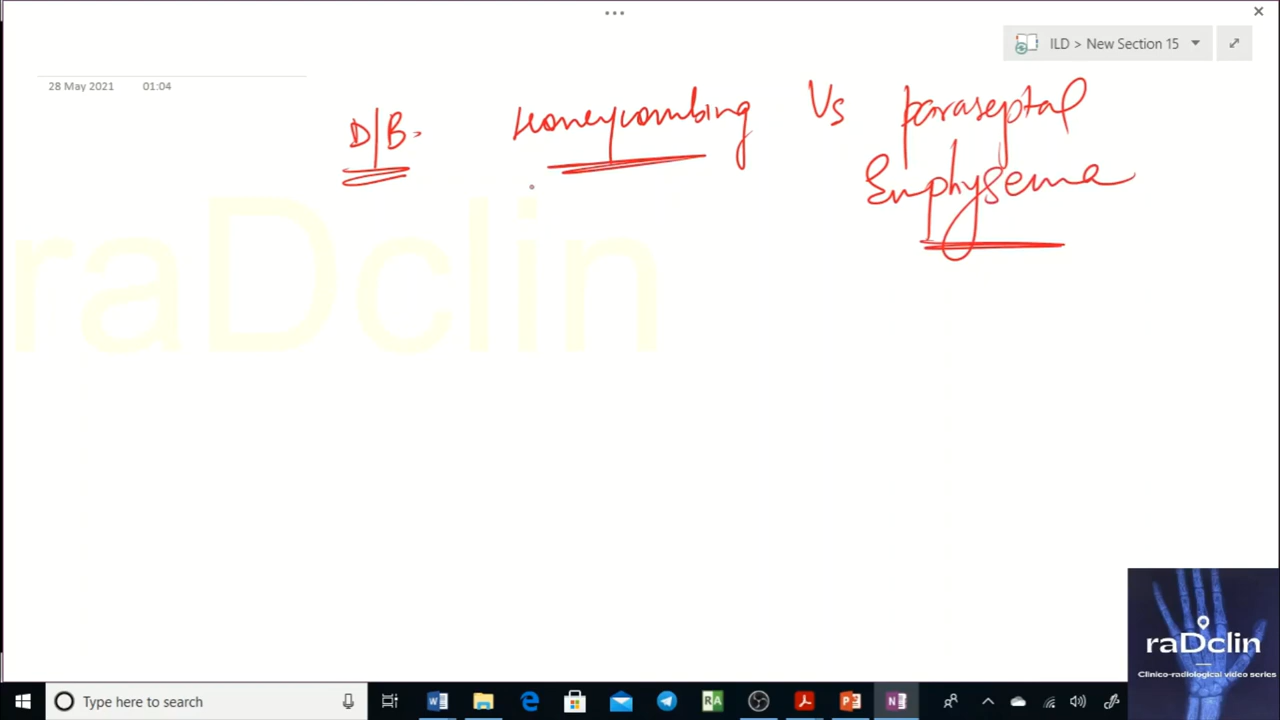 ILD > New Section 15
28 May 2021 01:04
D/B. Honeycombing Vs paraseptal
Emphysema
raDclin
raDclin
Clinico-radiological video series
Type here to search